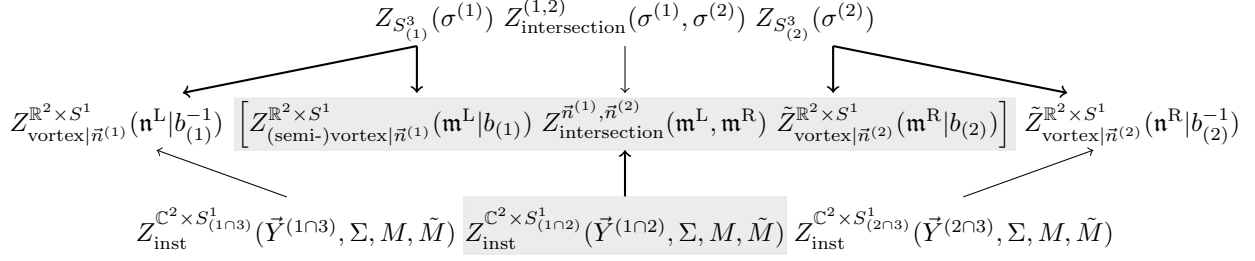 $Z_{S^3_{(1)}}(\sigma^{(1)})\ Z^{(1,2)}_{\text{intersection}}(\sigma^{(1)}, \sigma^{(2)})\ Z_{S^3_{(2)}}(\sigma^{(2)})$
$Z^{\mathbb{R}^2 \times S^1}_{\text{vortex}|\vec{n}^{(1)}}(\mathfrak{n}^{\text{L}}|b^{-1}_{(1)})\ \left[ Z^{\mathbb{R}^2 \times S^1}_{\text{(semi-)vortex}|\vec{n}^{(1)}}(\mathfrak{m}^{\text{L}}|b_{(1)})\ Z^{\vec{n}^{(1)}, \vec{n}^{(2)}}_{\text{intersection}}(\mathfrak{m}^{\text{L}}, \mathfrak{m}^{\text{R}})\ \tilde{Z}^{\mathbb{R}^2 \times S^1}_{\text{vortex}|\vec{n}^{(2)}}(\mathfrak{m}^{\text{R}}|b_{(2)}) \right]\ \tilde{Z}^{\mathbb{R}^2 \times S^1}_{\text{vortex}|\vec{n}^{(2)}}(\mathfrak{n}^{\text{R}}|b^{-1}_{(2)})$
$Z^{\mathbb{C}^2 \times S^1_{(1 \cap 3)}}_{\text{inst}}(\vec{Y}^{(1 \cap 3)}, \Sigma, M, \tilde{M})\ Z^{\mathbb{C}^2 \times S^1_{(1 \cap 2)}}_{\text{inst}}(\vec{Y}^{(1 \cap 2)}, \Sigma, M, \tilde{M})\ Z^{\mathbb{C}^2 \times S^1_{(2 \cap 3)}}_{\text{inst}}(\vec{Y}^{(2 \cap 3)}, \Sigma, M, \tilde{M})$